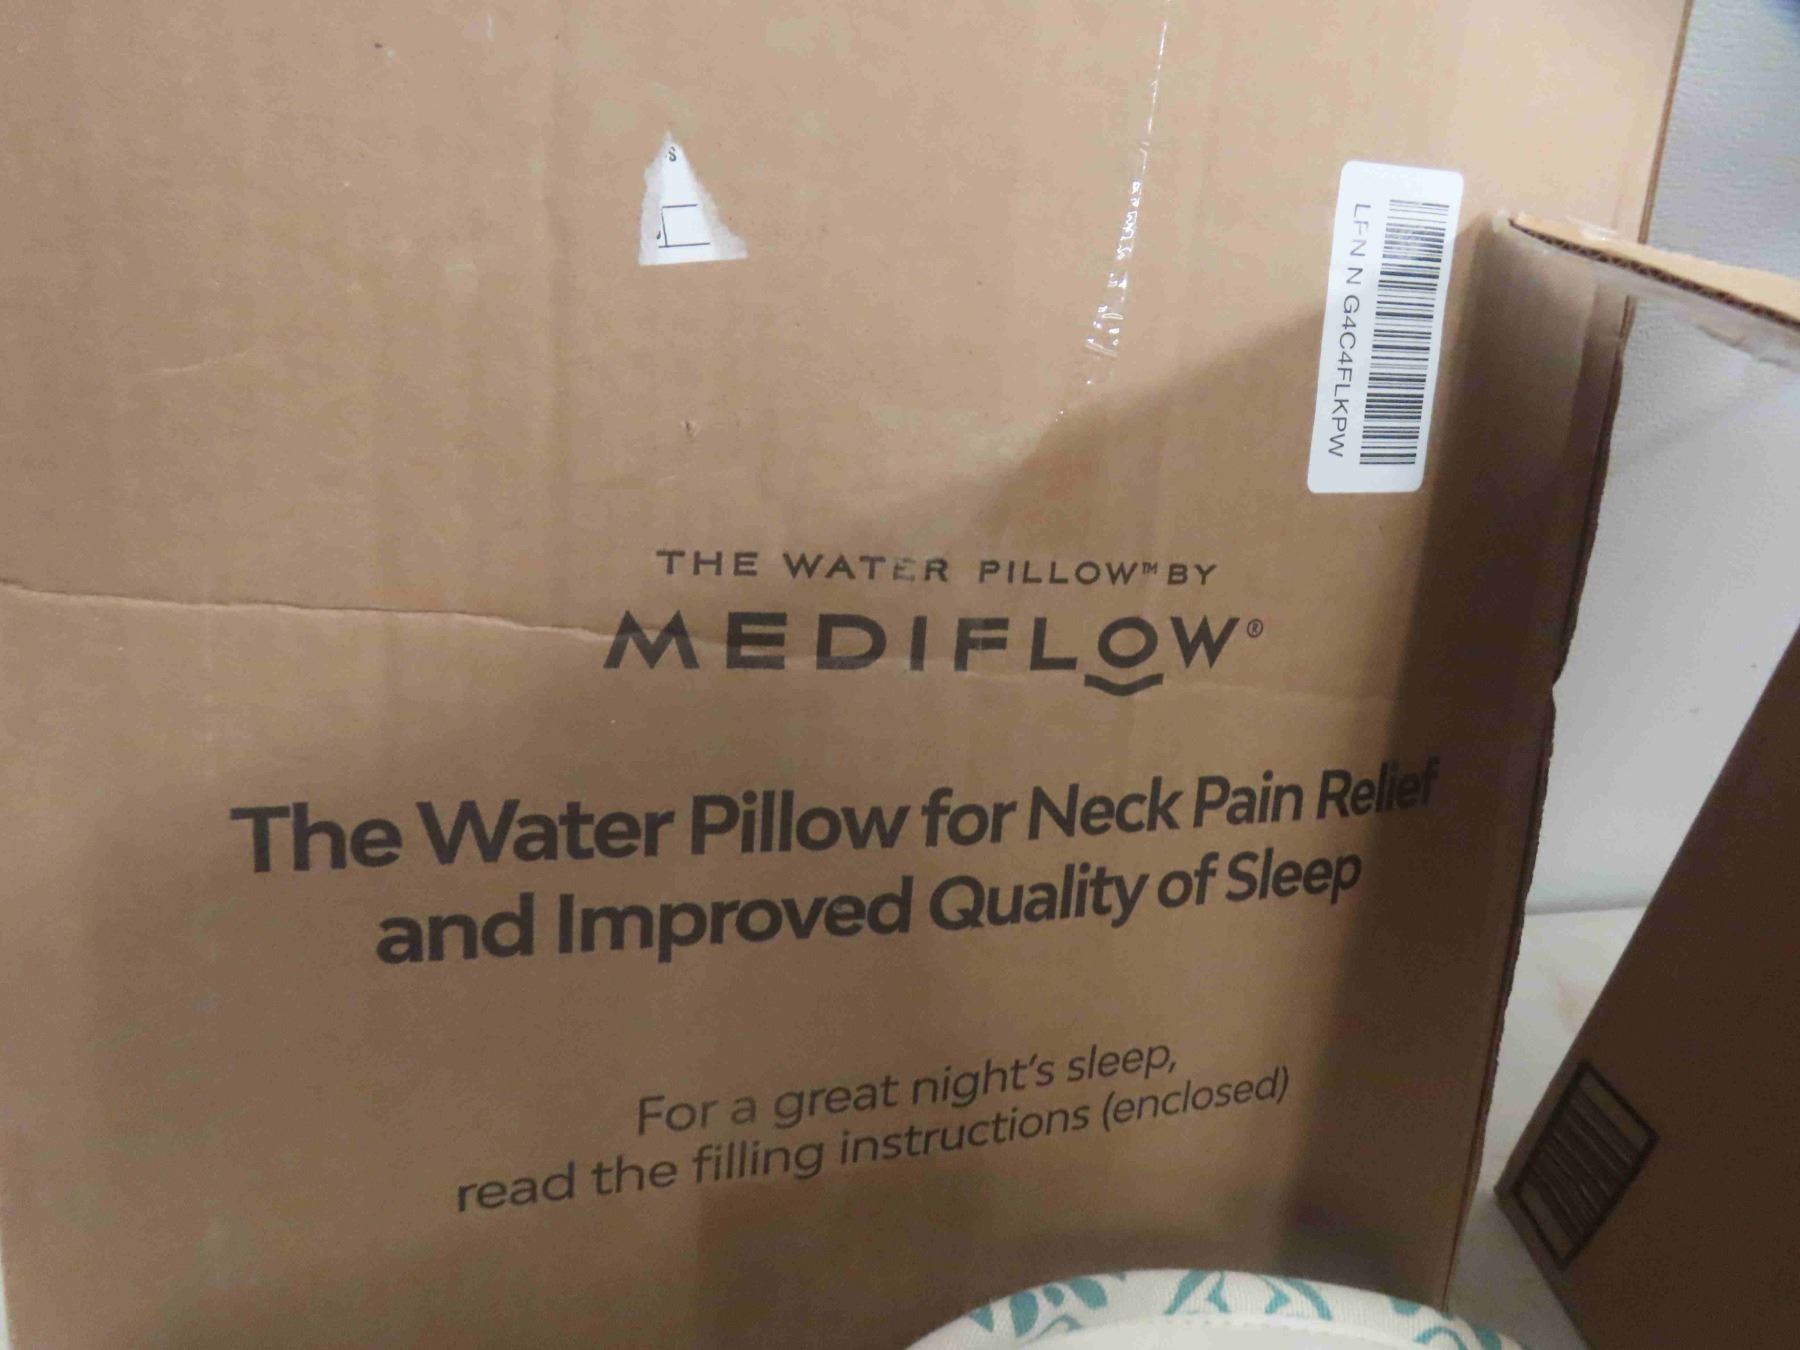 LPN N G4C4FLKPW
THE WATER PILLOW™ BY
MEDIFLOW®
The Water Pillow for Neck Pain Relief
and Improved Quality of Sleep
For a great night's sleep,
read the filling instructions (enclosed)